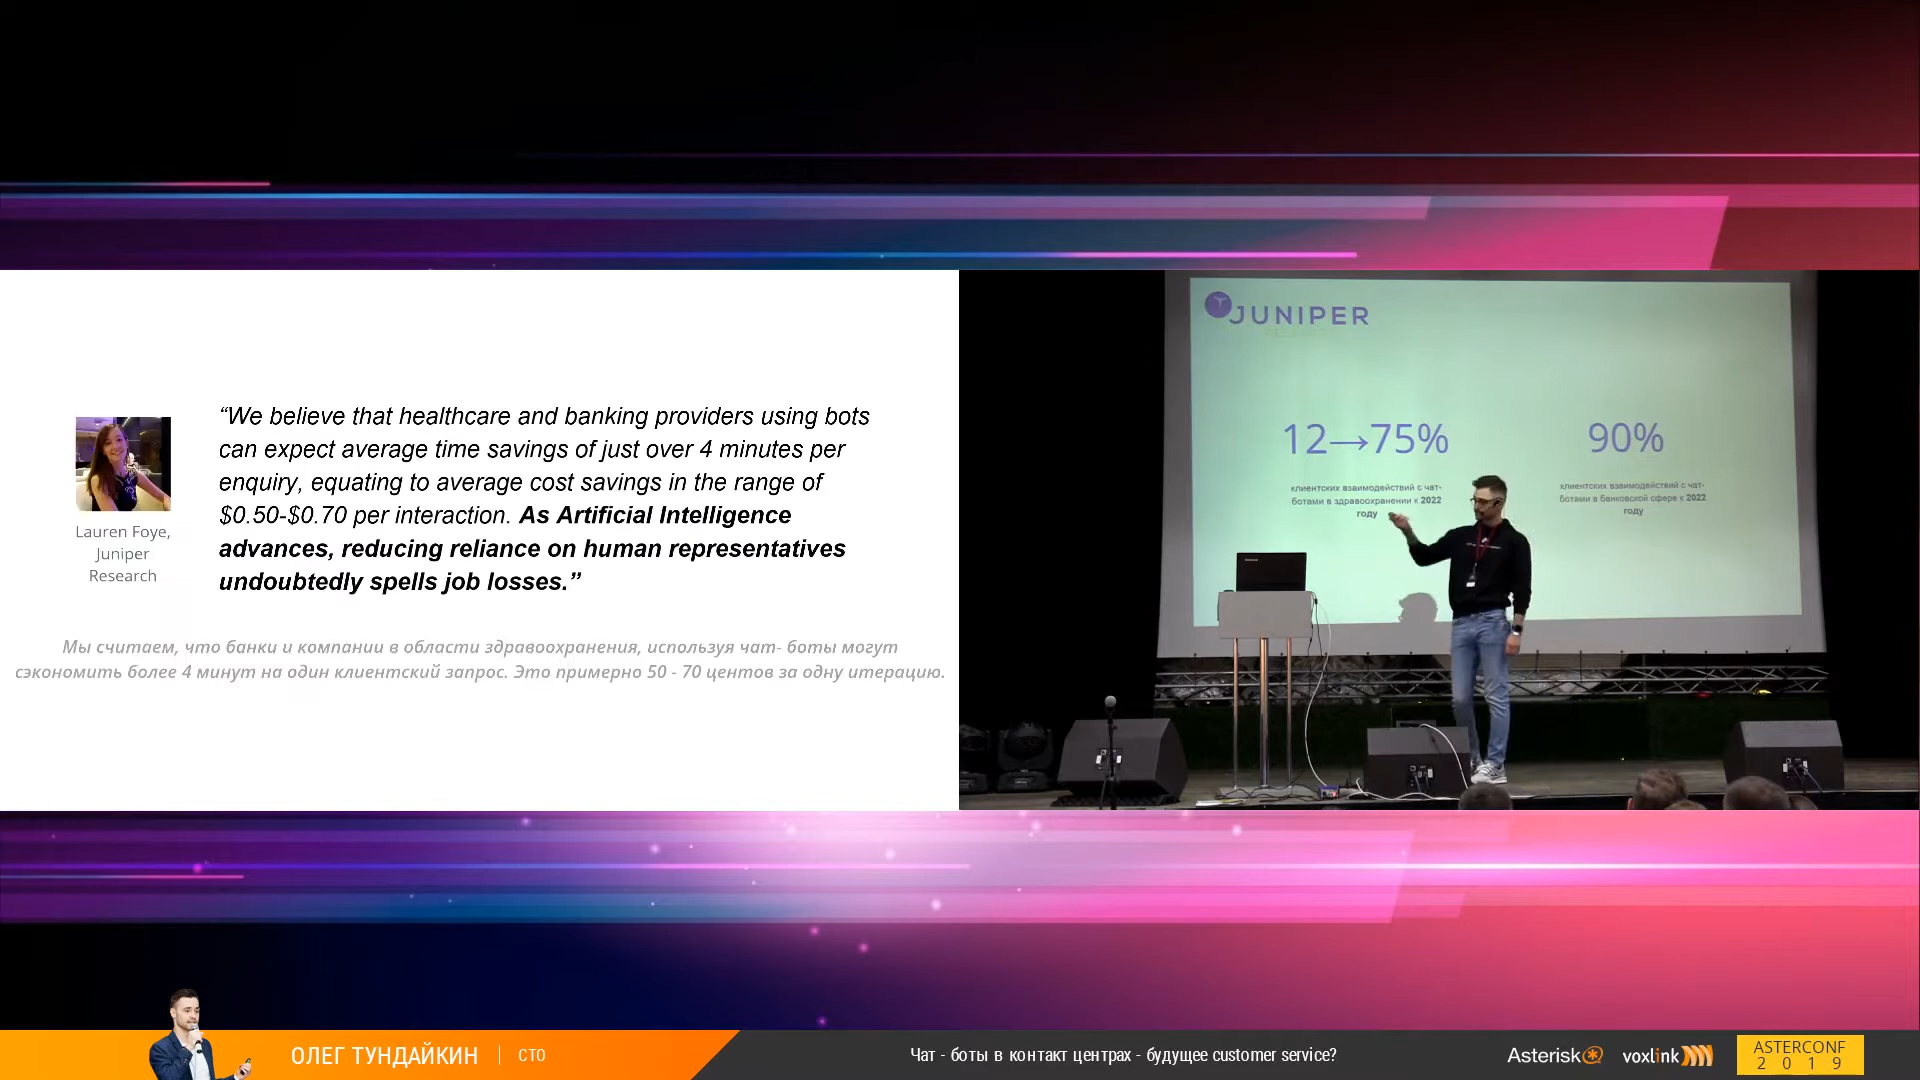 “We believe that healthcare and banking providers using bots
can expect average time savings of just over 4 minutes per
enquiry, equating to average cost savings in the range of
$0.50-$0.70 per interaction. As Artificial Intelligence
advances, reducing reliance on human representatives
undoubtedly spells job losses.”
Lauren Foye,
Juniper
Research
Мы считаем, что банки и компании в области здравоохранения, используя чат- боты могут
сэкономить более 4 минут на один клиентский запрос. Это примерно 50 - 70 центов за одну итерацию.
JUNIPER
12→75%
клиентских взаимодействий с чат-
ботами в здравоохранении к 2022
году
90%
клиентских взаимодействий с чат-
ботами в банковской сфере к 2022
году
ОЛЕГ ТУНДАЙКИН | CTO
Чат - боты в контакт центрах - будущее customer service?
Asterisk
voxlink
ASTERCONF
2 0 1 9